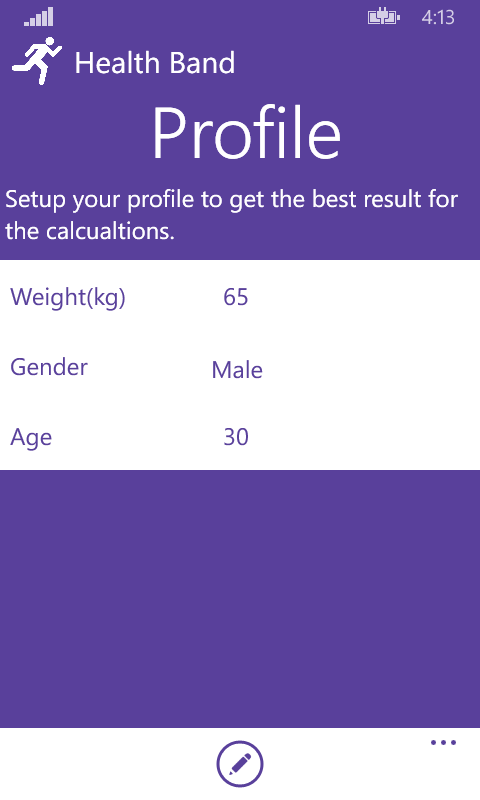 4:13
Health Band
Profile
Setup your profile to get the best result for
the calcualtions.
Weight(kg) 65
Gender Male
Age 30